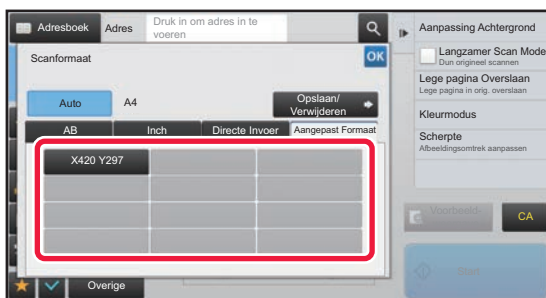 Adresboek
Adres
Druk in om adres in te
voeren
Scanformaat
OK
Auto
A4
Opslaan/
Verwijderen
AB
Inch
Directe Invoer
Aangepast Formaat
X420 Y297
Overige
Aanpassing Achtergrond
Langzamer Scan Mode
Dun origineel scannen
Lege pagina Overslaan
Lege pagina in orig. overslaan
Kleurmodus
Scherpte
Afbeeldingsomtrek aanpassen
Voorbeeld-
CA
Start